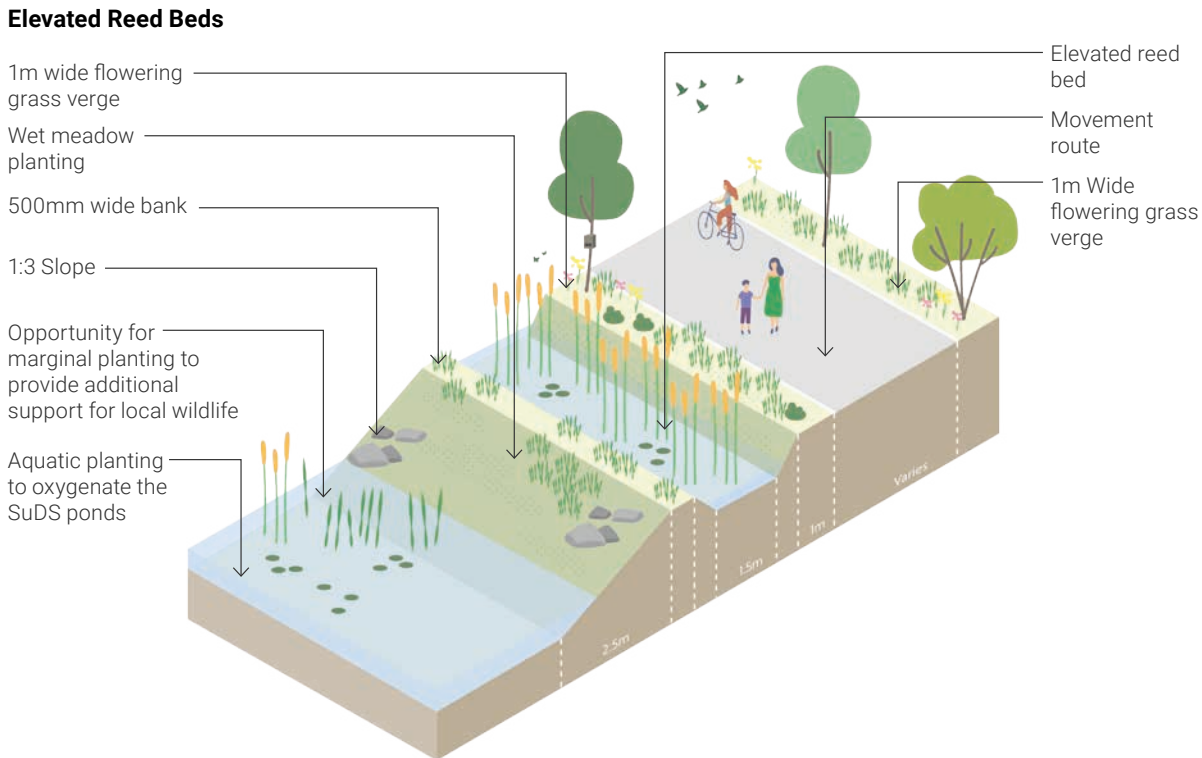 Elevated Reed Beds
1m wide flowering
grass verge
Wet meadow
planting
500mm wide bank
1:3 Slope
Opportunity for
marginal planting to
provide additional
support for local wildlife
Aquatic planting
to oxygenate the
SuDS ponds
Elevated reed
bed
Movement
route
1m Wide
flowering grass
verge
Varies
1m
1.5m
2.5m